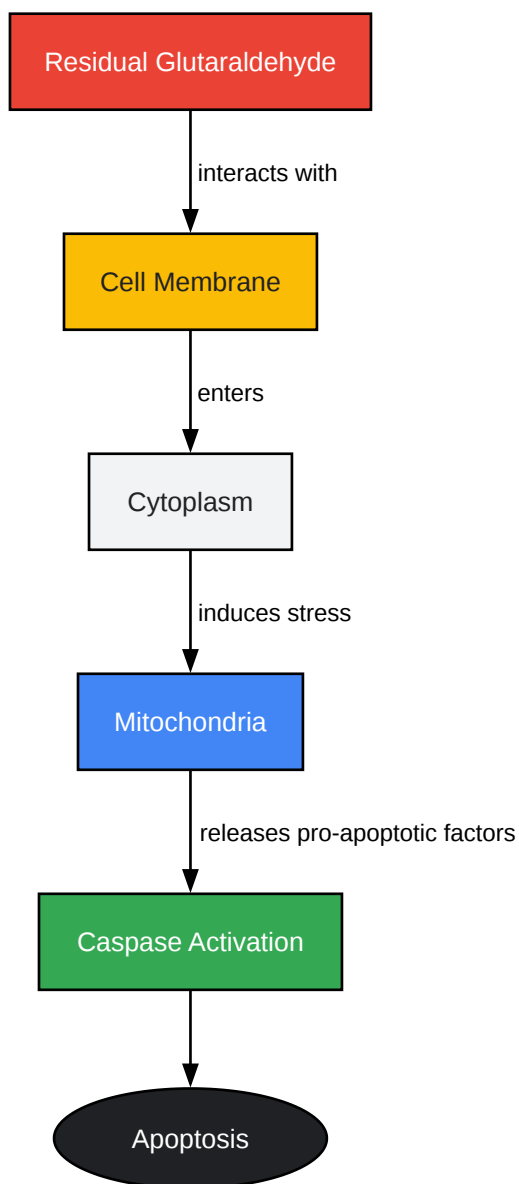 Residual Glutaraldehyde
interacts with
Cell Membrane
enters
Cytoplasm
induces stress
Mitochondria
releases pro-apoptotic factors
Caspase Activation
Apoptosis